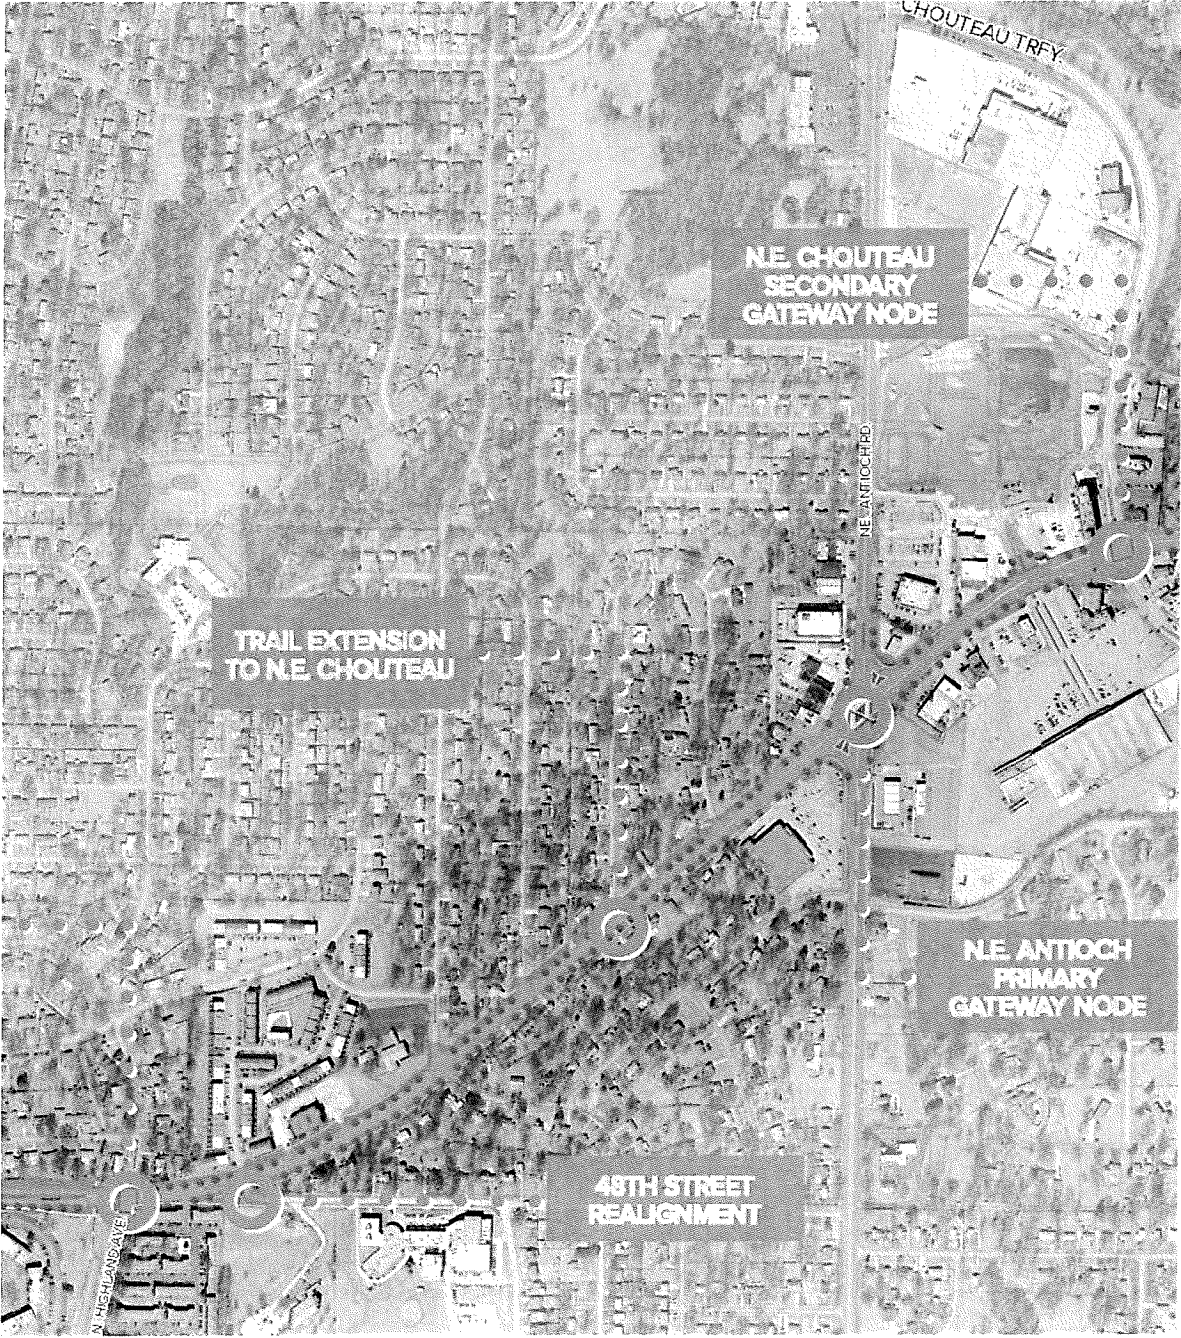 CHOUTEAU TRFY.
N.E. CHOUTEAU
SECONDARY
GATEWAY NODE
NE. ANTIOCH RD.
TRAIL EXTENSION
TO N.E. CHOUTEAU
N.E. ANTIOCH
PRIMARY
GATEWAY NODE
48TH STREET
REALIGNMENT
N. HIGHLAND AVE.